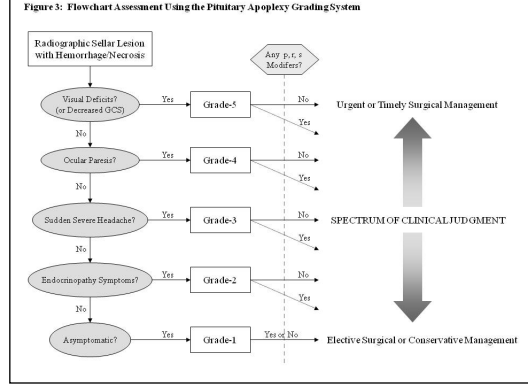 Figure 3: Flowchart Assessment Using the Pituitary Apoplexy Grading System
Radiographic Sellar Lesion
with Hemorrhage/Necrosis
Any p, r, s
Modifers?
Visual Deficits?
(or Decreased GCS)
Yes
Grade-5
No
Yes
Urgent or Timely Surgical Management
No
Ocular Paresis?
Yes
Grade-4
No
Yes
No
Sudden Severe Headache?
Yes
Grade-3
No
Yes
SPECTRUM OF CLINICAL JUDGMENT
No
Endocrinopathy Symptoms?
Yes
Grade-2
No
Yes
No
Asymptomatic?
Yes
Grade-1
Yes or No
Elective Surgical or Conservative Management